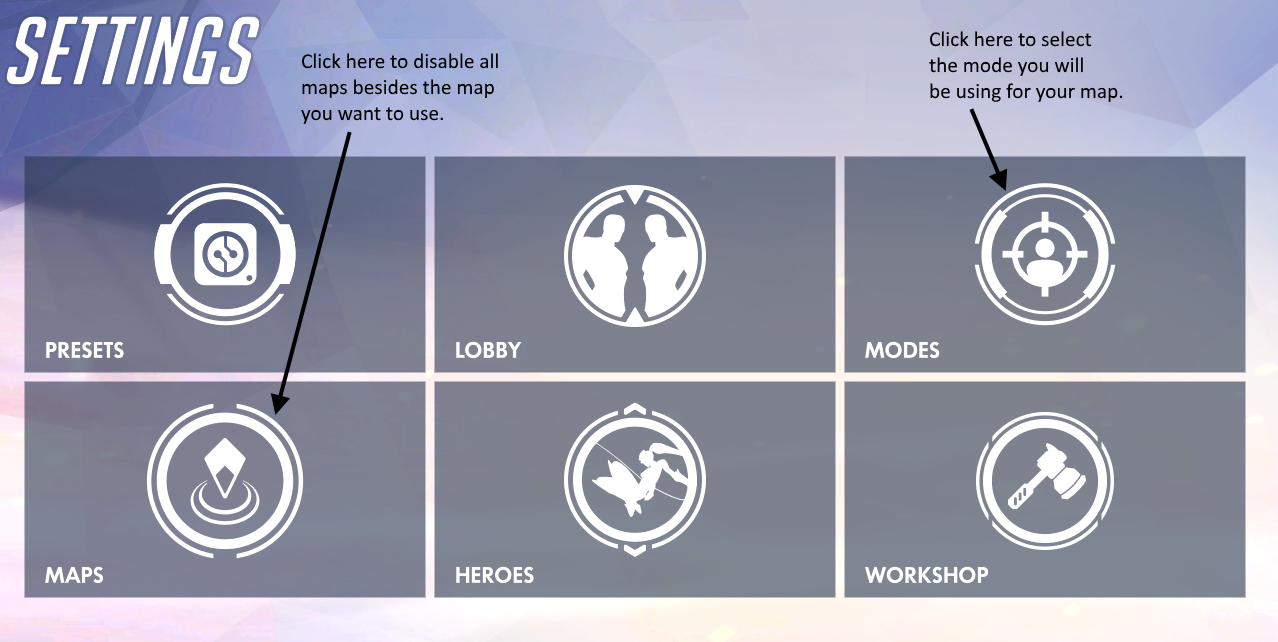 SETTINGS
Click here to disable all
maps besides the map
you want to use.
Click here to select
the mode you will
be using for your map.
PRESETS
LOBBY
MODES
MAPS
HEROES
WORKSHOP